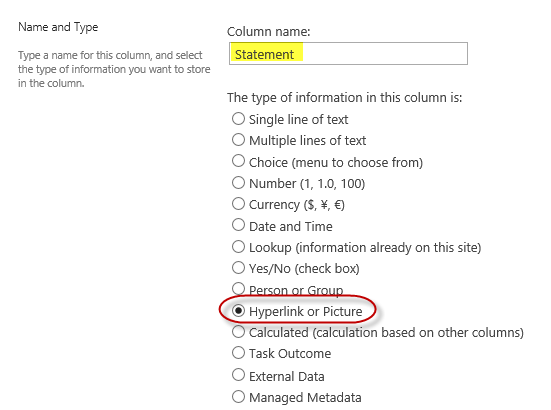 Name and Type
Type a name for this column, and select
the type of information you want to store
in the column.
Column name:
Statement
The type of information in this column is:
Single line of text
Multiple lines of text
Choice (menu to choose from)
Number (1, 1.0, 100)
Currency ($, ¥, €)
Date and Time
Lookup (information already on this site)
Yes/No (check box)
Person or Group
Hyperlink or Picture
Calculated (calculation based on other columns)
Task Outcome
External Data
Managed Metadata